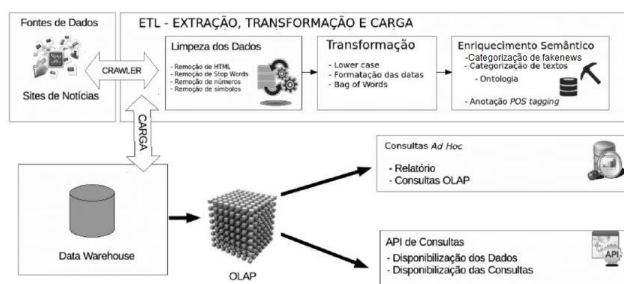 Fontes de Dados
Sites de Notícias
CRAWLER
ETL - EXTRAÇÃO, TRANSFORMAÇÃO E CARGA
Limpeza dos Dados
- Remoção de HTML
- Remoção de Stop Words
- Remoção de números
- Remoção de símbolos
Transformação
- Lower case
- Formatação das datas
- Bag of Words
Enriquecimento Semântico
-Categorização de fakenews
- Categorização de textos
- Ontologia
- Anotação POS tagging
CARGA
Data Warehouse
OLAP
Consultas Ad Hoc
- Relatório
- Consultas OLAP
API de Consultas
- Disponibilização dos Dados
- Disponibilização das Consultas
API